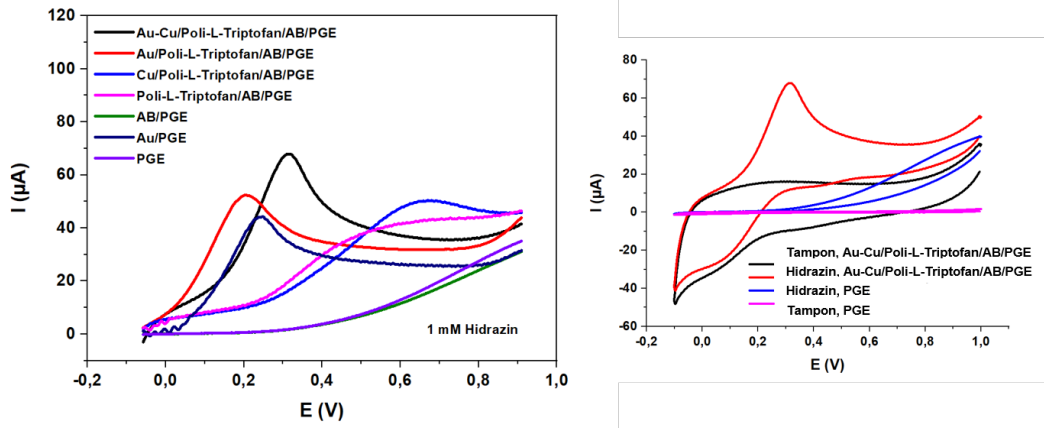 120
100
80
60
40
20
0
I (µA)
Au-Cu/Poli-L-Triptofan/AB/PGE
Au/Poli-L-Triptofan/AB/PGE
Cu/Poli-L-Triptofan/AB/PGE
Poli-L-Triptofan/AB/PGE
AB/PGE
Au/PGE
PGE
1 mM Hidrazin
-0,2 0,0 0,2 0,4 0,6 0,8 1,0
E (V)
80
60
40
20
0
-20
-40
-60
I (µA)
Tampon, Au-Cu/Poli-L-Triptofan/AB/PGE
Hidrazin, Au-Cu/Poli-L-Triptofan/AB/PGE
Hidrazin, PGE
Tampon, PGE
-0,2 0,0 0,2 0,4 0,6 0,8 1,0
E (V)